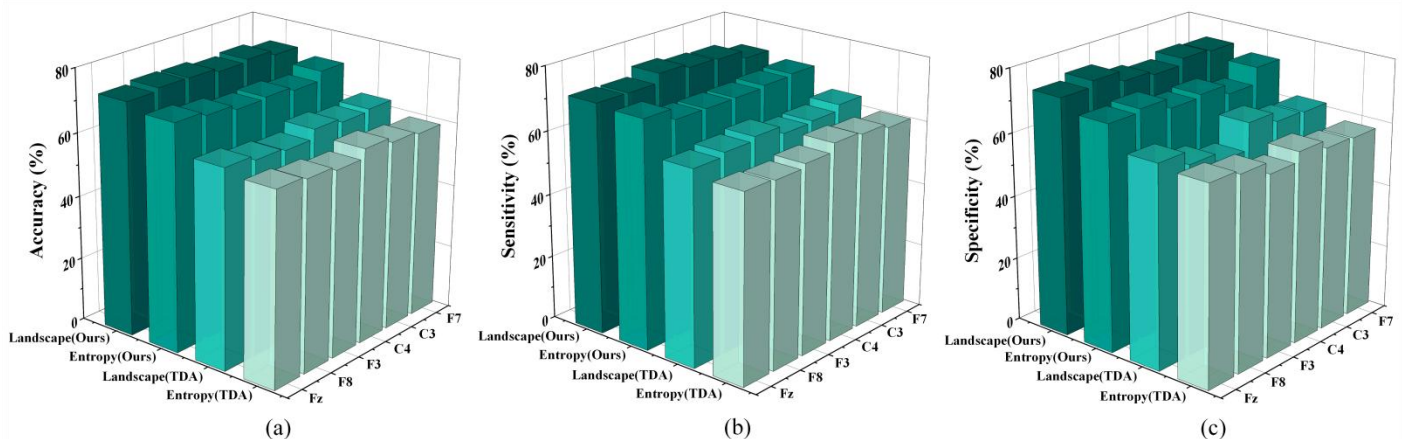 80
60
40
20
0
Accuracy (%)
Landscape(Ours)
Entropy(Ours)
Landscape(TDA)
Entropy(TDA)
Fz
F8
F3
C4
C3
F7
(a)
80
60
40
20
0
Sensitivity (%)
Landscape(Ours)
Entropy(Ours)
Landscape(TDA)
Entropy(TDA)
Fz
F8
F3
C4
C3
F7
(b)
80
60
40
20
0
Specificity (%)
Landscape(Ours)
Entropy(Ours)
Landscape(TDA)
Entropy(TDA)
Fz
F8
F3
C4
C3
F7
(c)